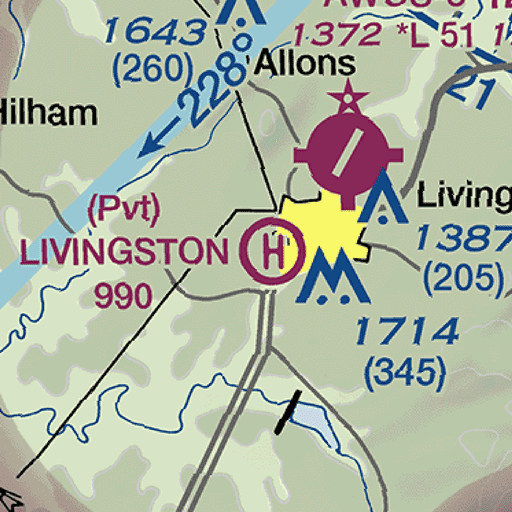 1643
(260)
228°
1372 *L 51
Allons
21
Hilham
Living
(Pvt)
LIVINGSTON
990
H
1387
(205)
1714
(345)